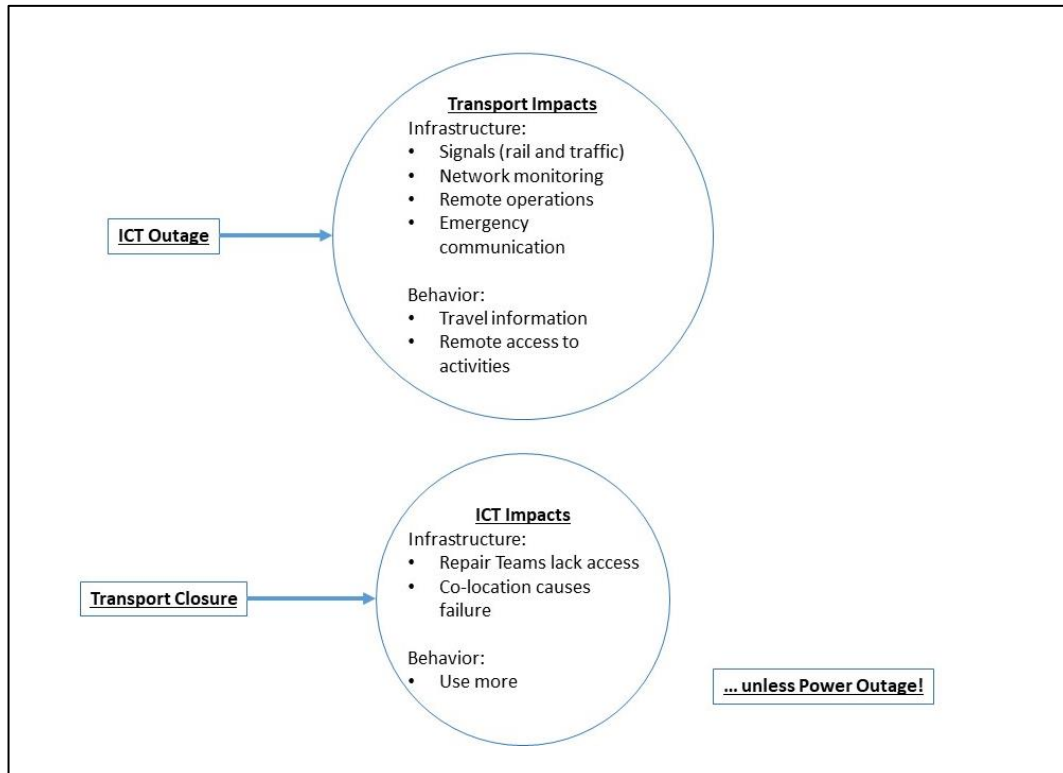 Transport Impacts
Infrastructure:
• Signals (rail and traffic)
• Network monitoring
• Remote operations
• Emergency
communication
Behavior:
• Travel information
• Remote access to
activities
ICT Outage
ICT Impacts
Infrastructure:
• Repair Teams lack access
• Co-location causes
failure
Behavior:
• Use more
Transport Closure
... unless Power Outage!